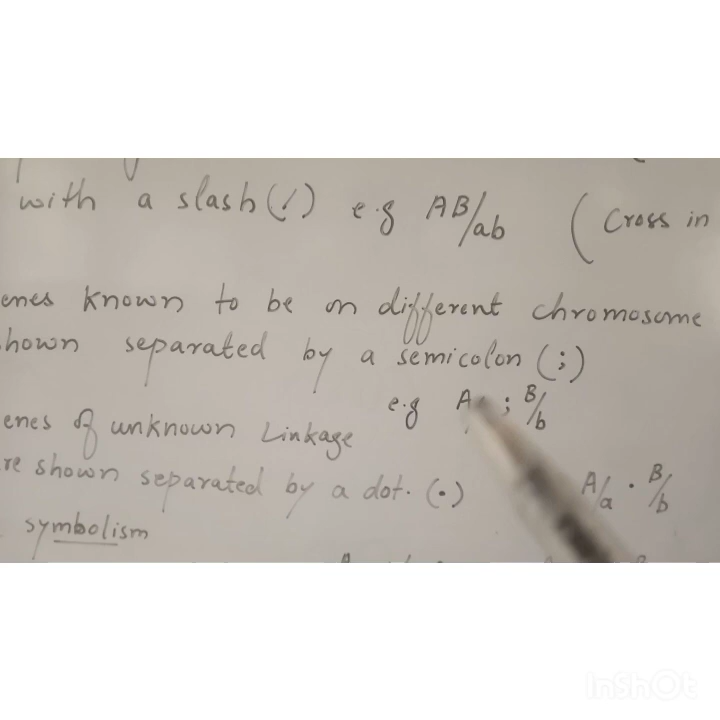 with a slash (/) e.g AB/ab (Cross in
enes known to be on different chromosome
hown separated by a semicolon (;)
e.g A ; B/b
enes of unknown Linkage
re shown separated by a dot. (·) A/a · B/b
symbolism
InShOt